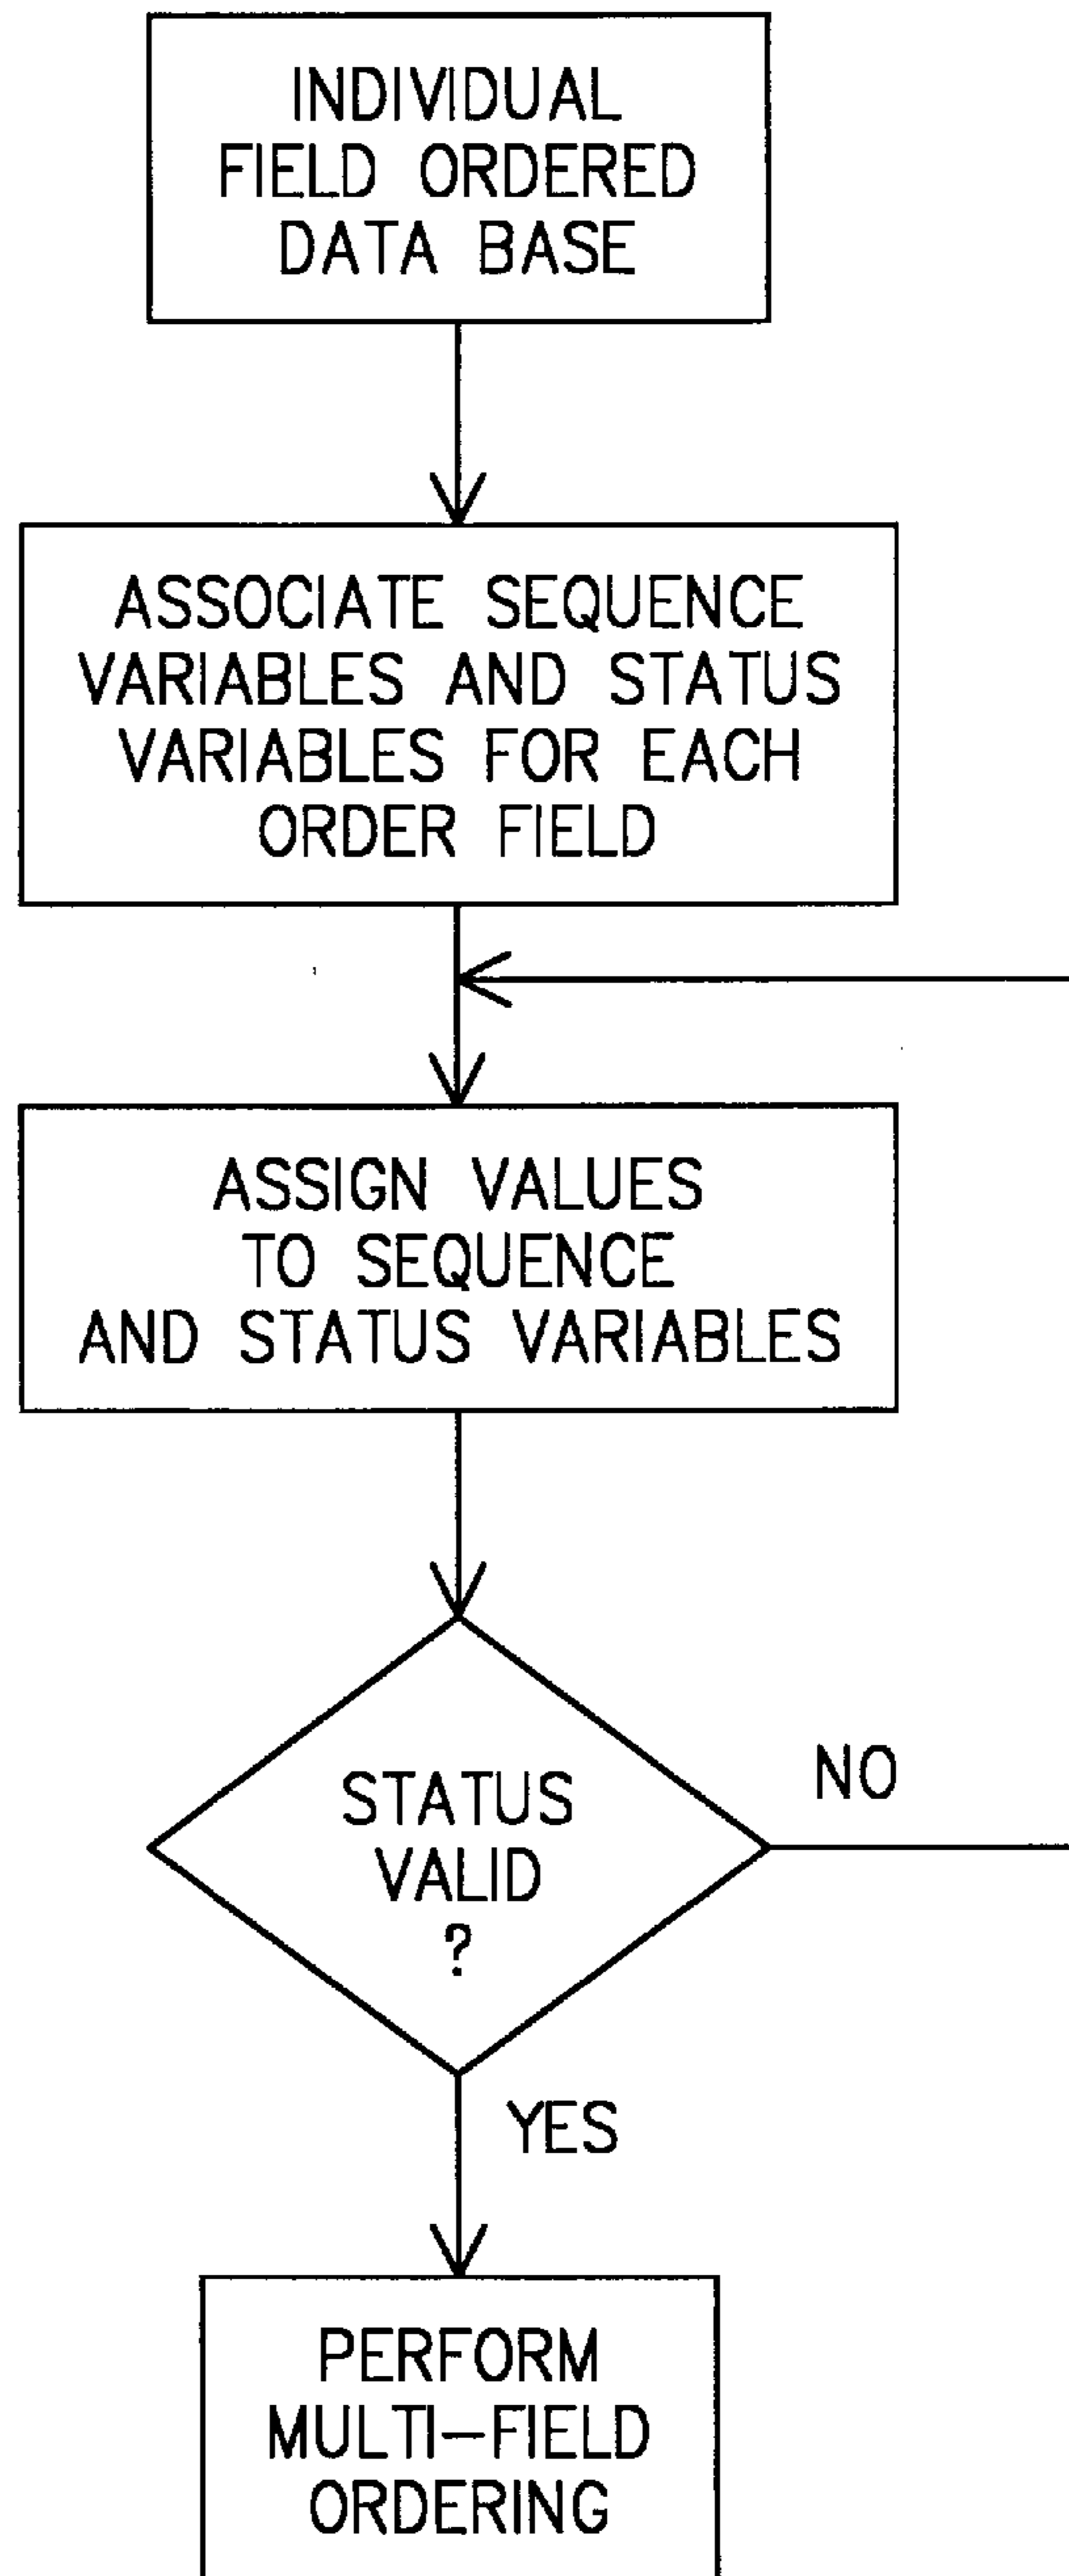 INDIVIDUAL
FIELD ORDERED
DATA BASE
ASSOCIATE SEQUENCE
VARIABLES AND STATUS
VARIABLES FOR EACH
ORDER FIELD
ASSIGN VALUES
TO SEQUENCE
AND STATUS VARIABLES
STATUS
VALID
?
NO
YES
PERFORM
MULTI-FIELD
ORDERING